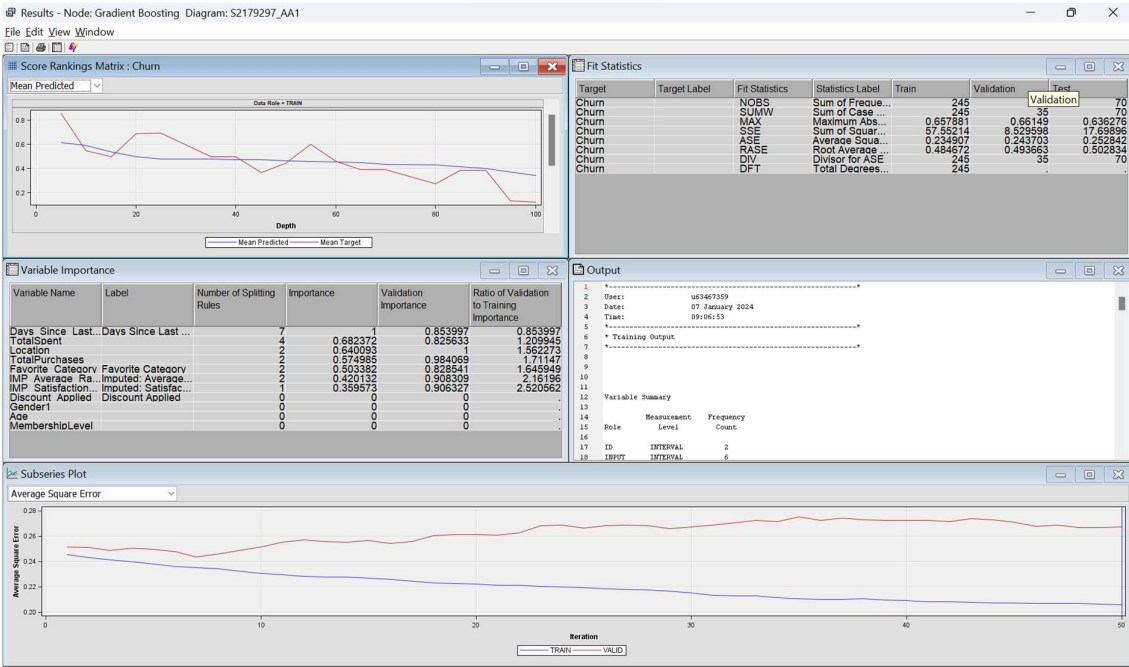 Results - Node: Gradient Boosting Diagram: S2179297_AA1
File Edit View Window
Score Rankings Matrix : Churn
Mean Predicted
Data Role = TRAIN
0.8
0.6
0.4
0.2
0 20 40 60 80 100
Depth
Mean Predicted Mean Target
Fit Statistics
Target Target Label Fit Statistics Statistics Label Train Validation Test
Validation
Churn NOBS Sum of Freque... 245 70
Churn SUMW Sum of Case ... 245 35 70
Churn MAX Maximum Abs... 0.657881 0.66149 0.636276
Churn SSE Sum of Squar... 57.55214 8.529598 17.69896
Churn ASE Average Squa... 0.234907 0.243703 0.252842
Churn RASE Root Average ... 0.484672 0.493663 0.502834
Churn DIV Divisor for ASE 245 35 70
Churn DFT Total Degrees... 245 . .
Variable Importance
Variable Name Label Number of Splitting Rules Importance Validation Importance Ratio of Validation to Training Importance
Days_Since_Last... Days Since Last ... 7 1 0.853997 0.853997
TotalSpent 4 0.682372 0.825633 1.209945
Location 2 0.640093 1 1.562273
TotalPurchases 2 0.574985 0.984069 1.71147
Favorite_Category Favorite Category 2 0.503382 0.828541 1.645949
IMP_Average_Ra... Imputed: Average... 2 0.420132 0.908309 2.16196
IMP_Satisfaction... Imputed: Satisfac... 1 0.359573 0.906327 2.520562
Discount_Applied Discount Applied 0 0 0 .
Gender1 0 0 0 .
Age 0 0 0 .
MembershipLevel 0 0 0 .
Output
1 *------------------------------------------------------------*
2 User: u63467359
3 Date: 07 January 2024
4 Time: 09:06:53
5 *------------------------------------------------------------*
6 * Training Output
7 *------------------------------------------------------------*
8
9
10
11
12 Variable Summary
13
14 Measurement Frequency
15 Role Level Count
16
17 ID INTERVAL 2
18 INPUT INTERVAL 6
Subseries Plot
Average Square Error
Average Square Error
0.28
0.26
0.24
0.22
0.20
0 10 20 30 40 50
Iteration
TRAIN VALID